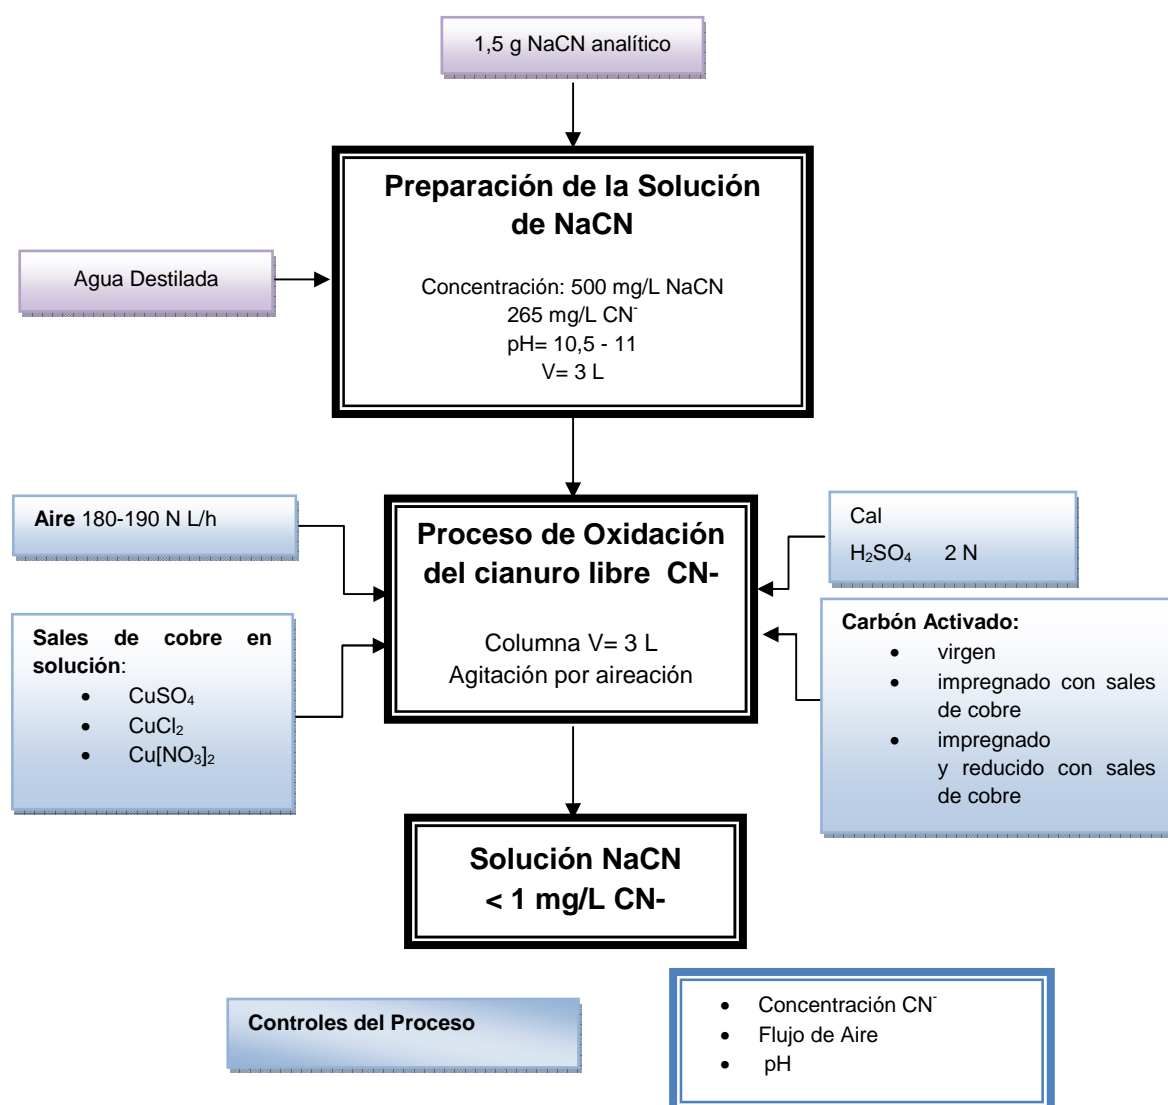 1,5 g NaCN analítico
Preparación de la Solución
de NaCN
Agua Destilada
Concentración: 500 mg/L NaCN
265 mg/L CN⁻
pH= 10,5 - 11
V= 3 L
Aire 180-190 N L/h
Sales de cobre en
solución:
• CuSO₄
• CuCl₂
• Cu[NO₃]₂
Proceso de Oxidación
del cianuro libre CN-
Columna V= 3 L
Agitación por aireación
Cal
H₂SO₄ 2 N
Carbón Activado:
• virgen
• impregnado con sales
de cobre
• impregnado
y reducido con sales
de cobre
Solución NaCN
< 1 mg/L CN-
Controles del Proceso
• Concentración CN⁻
• Flujo de Aire
• pH